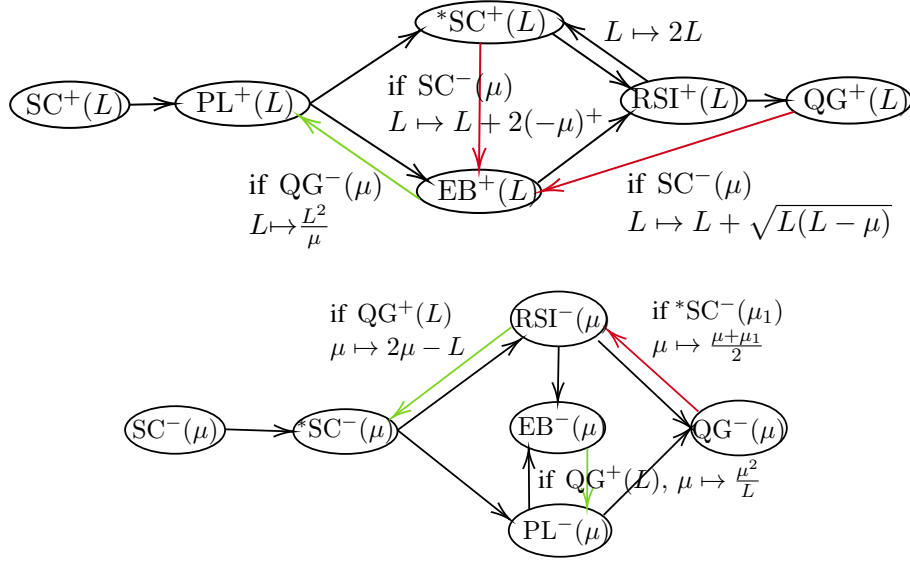 *SC⁺(L)
L ↦ 2L
SC⁺(L)
PL⁺(L)
if SC⁻(μ)
L ↦ L + 2(-μ)⁺
RSI⁺(L)
QG⁺(L)
if QG⁻(μ)
L ↦ L²/μ
EB⁺(L)
if SC⁻(μ)
L ↦ L + √(L(L - μ))
if QG⁺(L)
μ ↦ 2μ - L
RSI⁻(μ
if *SC⁻(μ₁)
μ ↦ (μ+μ₁)/2
SC⁻(μ)
*SC⁻(μ)
EB⁻(μ)
QG⁻(μ)
if QG⁺(L), μ ↦ μ²/L
PL⁻(μ)